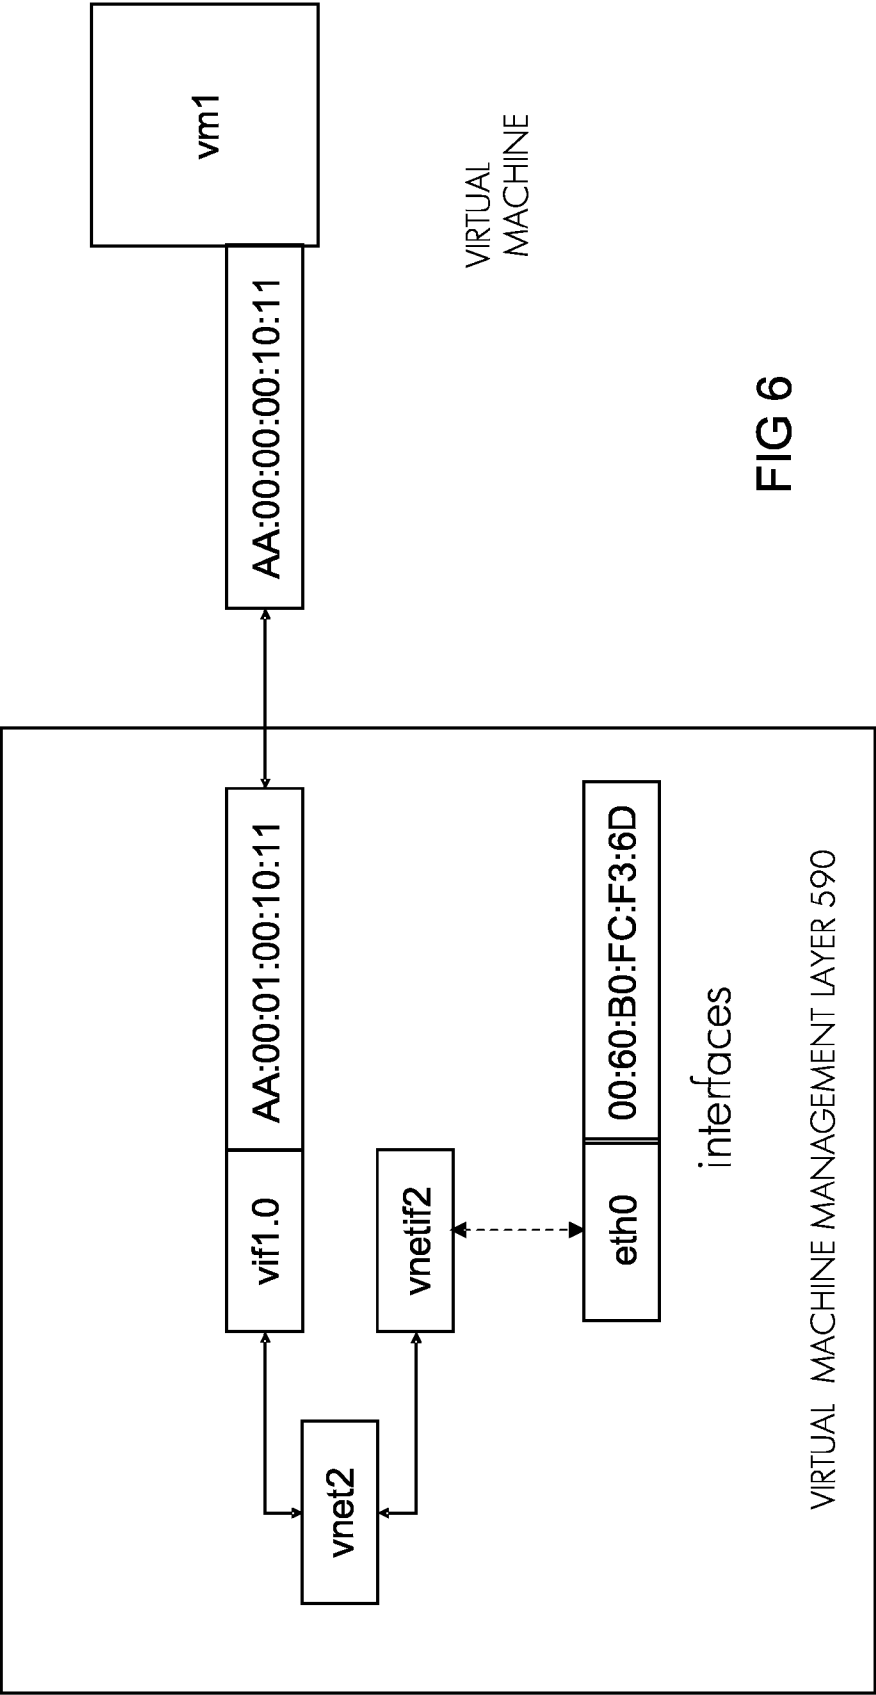 vnet2
vif1.0
AA:00:01:00:10:11
AA:00:00:00:10:11
vm1
vnetif2
eth0
00:60:B0:FC:F3:6D
interfaces
VIRTUAL MACHINE MANAGEMENT LAYER 590
VIRTUAL
MACHINE
FIG 6